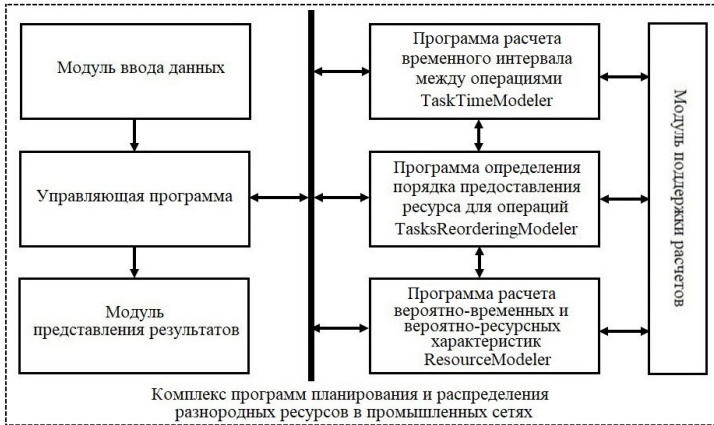 Модуль ввода данных
Управляющая программа
Модуль
представления результатов
Программа расчета
временного интервала
между операциями
TaskTimeModeler
Программа определения
порядка предоставления
ресурса для операций
TasksReorderingModeler
Программа расчета
вероятно-временных и
вероятно-ресурсных
характеристик
ResourceModeler
Модуль поддержки расчетов
Комплекс программ планирования и распределения
разнородных ресурсов в промышленных сетях